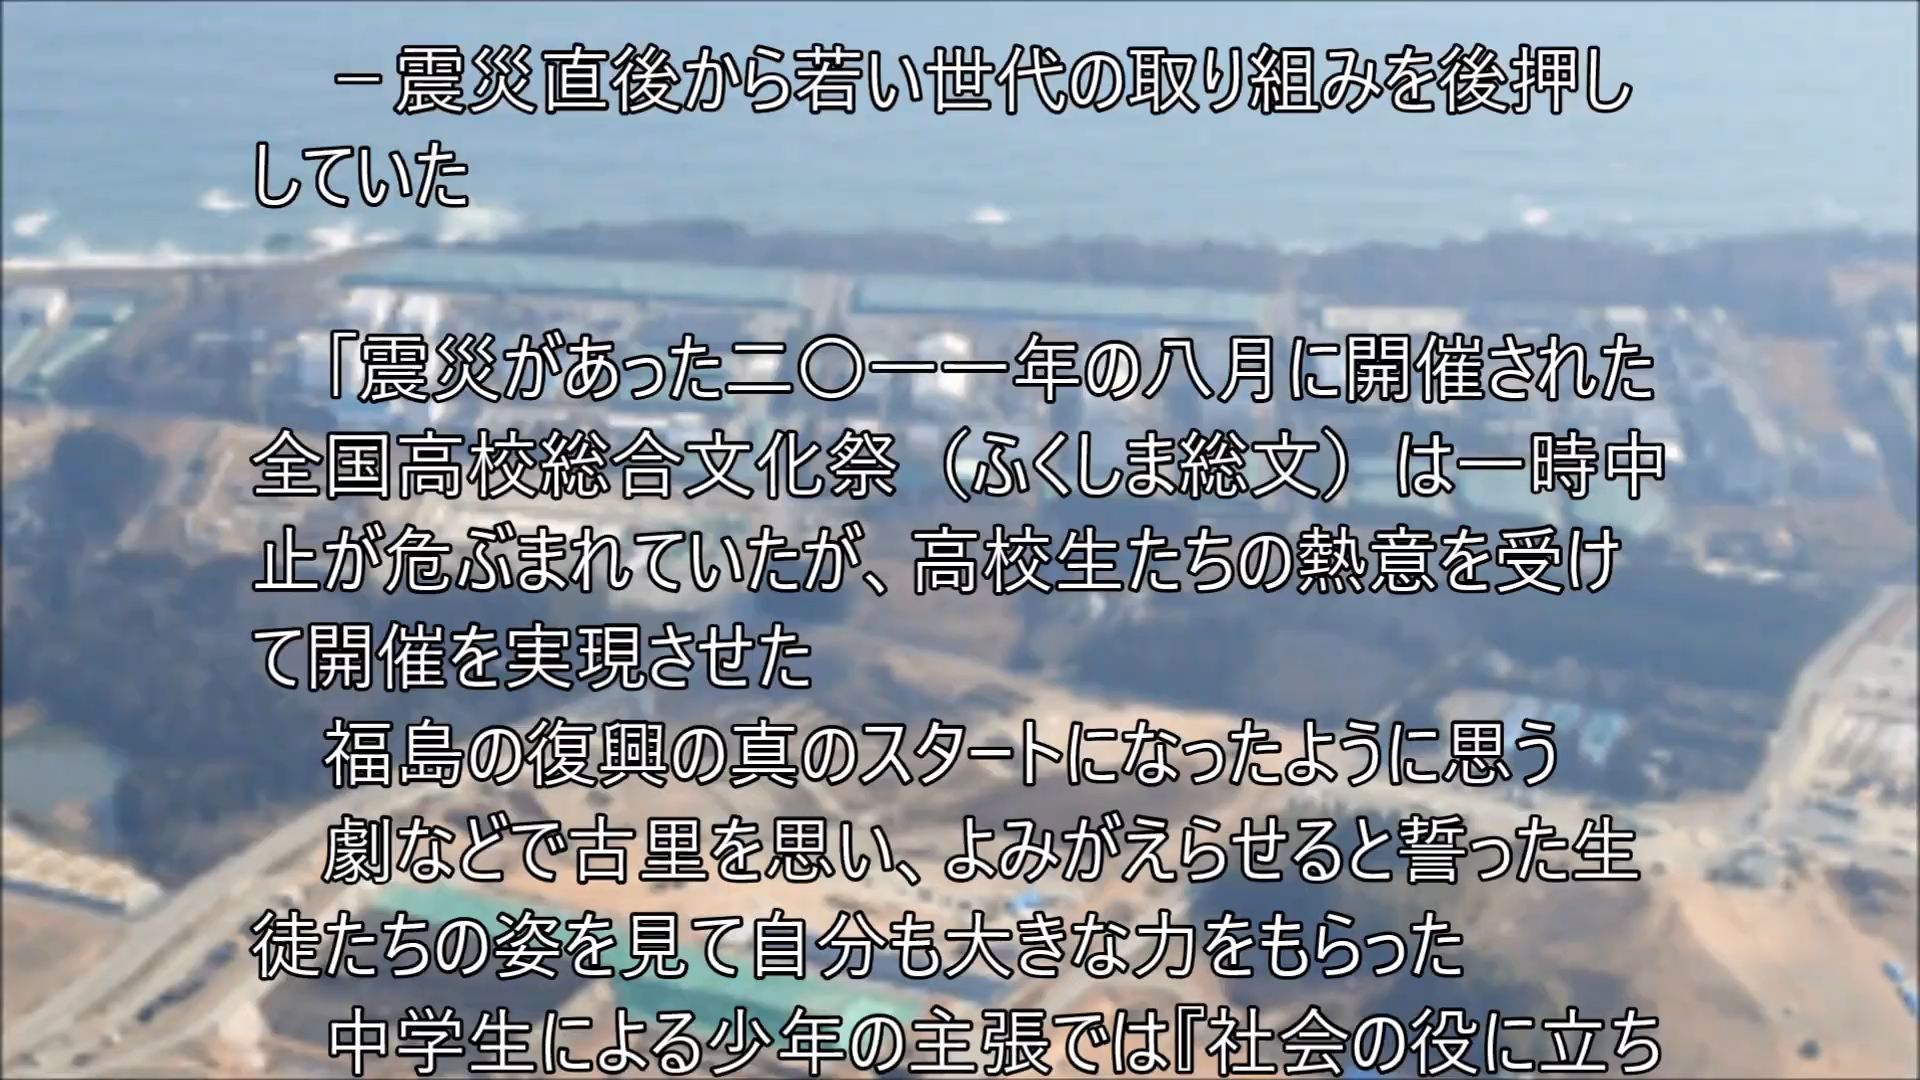 －震災直後から若い世代の取り組みを後押し
していた
「震災があった二〇一一年の八月に開催された
全国高校総合文化祭（ふくしま総文）は一時中
止が危ぶまれていたが、高校生たちの熱意を受け
て開催を実現させた
福島の復興の真のスタートになったように思う
劇などで古里を思い、よみがえらせると誓った生
徒たちの姿を見て自分も大きな力をもらった
中学生による少年の主張では『社会の役に立ち